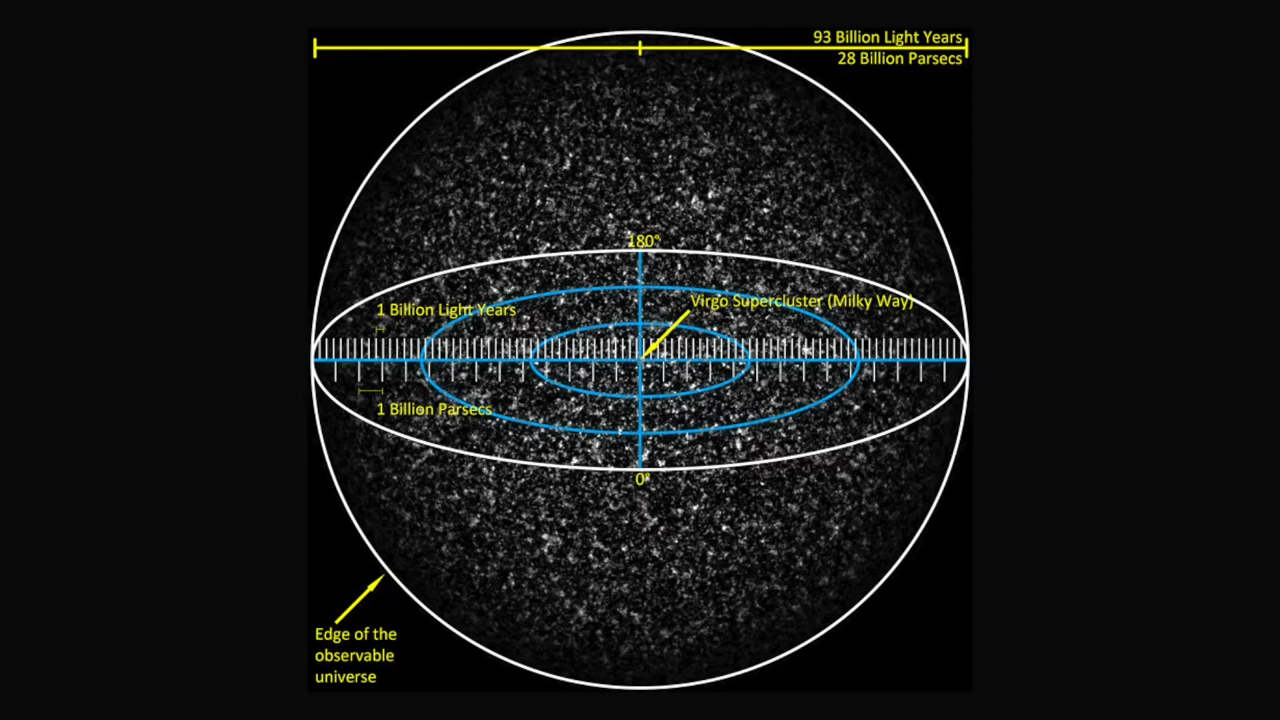 93 Billion Light Years
28 Billion Parsecs
180°
Virgo Supercluster (Milky Way)
1 Billion Light Years
1 Billion Parsecs
0°
Edge of the
observable
universe